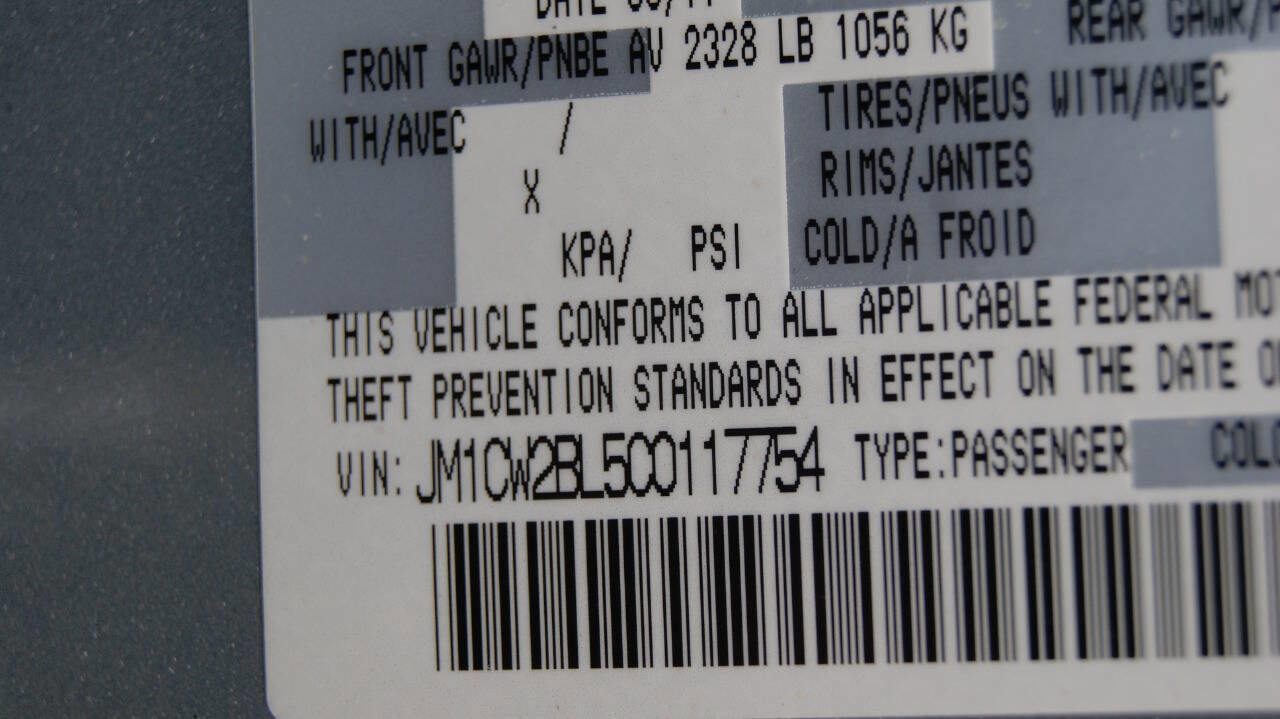 FRONT GAWR/PNBE AV 2328 LB 1056 KG
REAR GAWR/
WITH/AVEC /
TIRES/PNEUS WITH/AVEC
X
RIMS/JANTES
KPA/ PSI
COLD/A FROID
THIS VEHICLE CONFORMS TO ALL APPLICABLE FEDERAL MO
THEFT PREVENTION STANDARDS IN EFFECT ON THE DATE O
VIN: JM1CW2BL5C0117754 TYPE:PASSENGER COLO